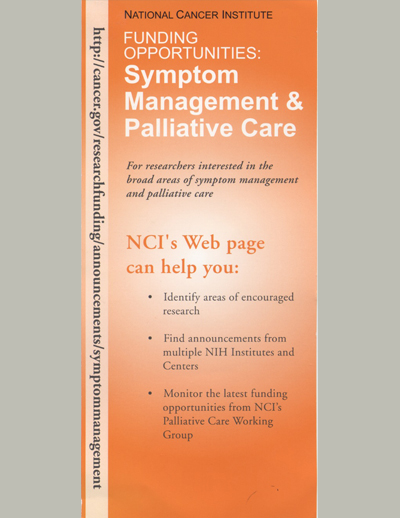 NATIONAL CANCER INSTITUTE
FUNDING
OPPORTUNITIES:
Symptom
Management &
Palliative Care
For researchers interested in the
broad areas of symptom management
and palliative care
NCI's Web page
can help you:
• Identify areas of encouraged
research
• Find announcements from
multiple NIH Institutes and
Centers
• Monitor the latest funding
opportunities from NCI's
Palliative Care Working
Group
http://cancer.gov/researchfunding/announcements/symptommanagement